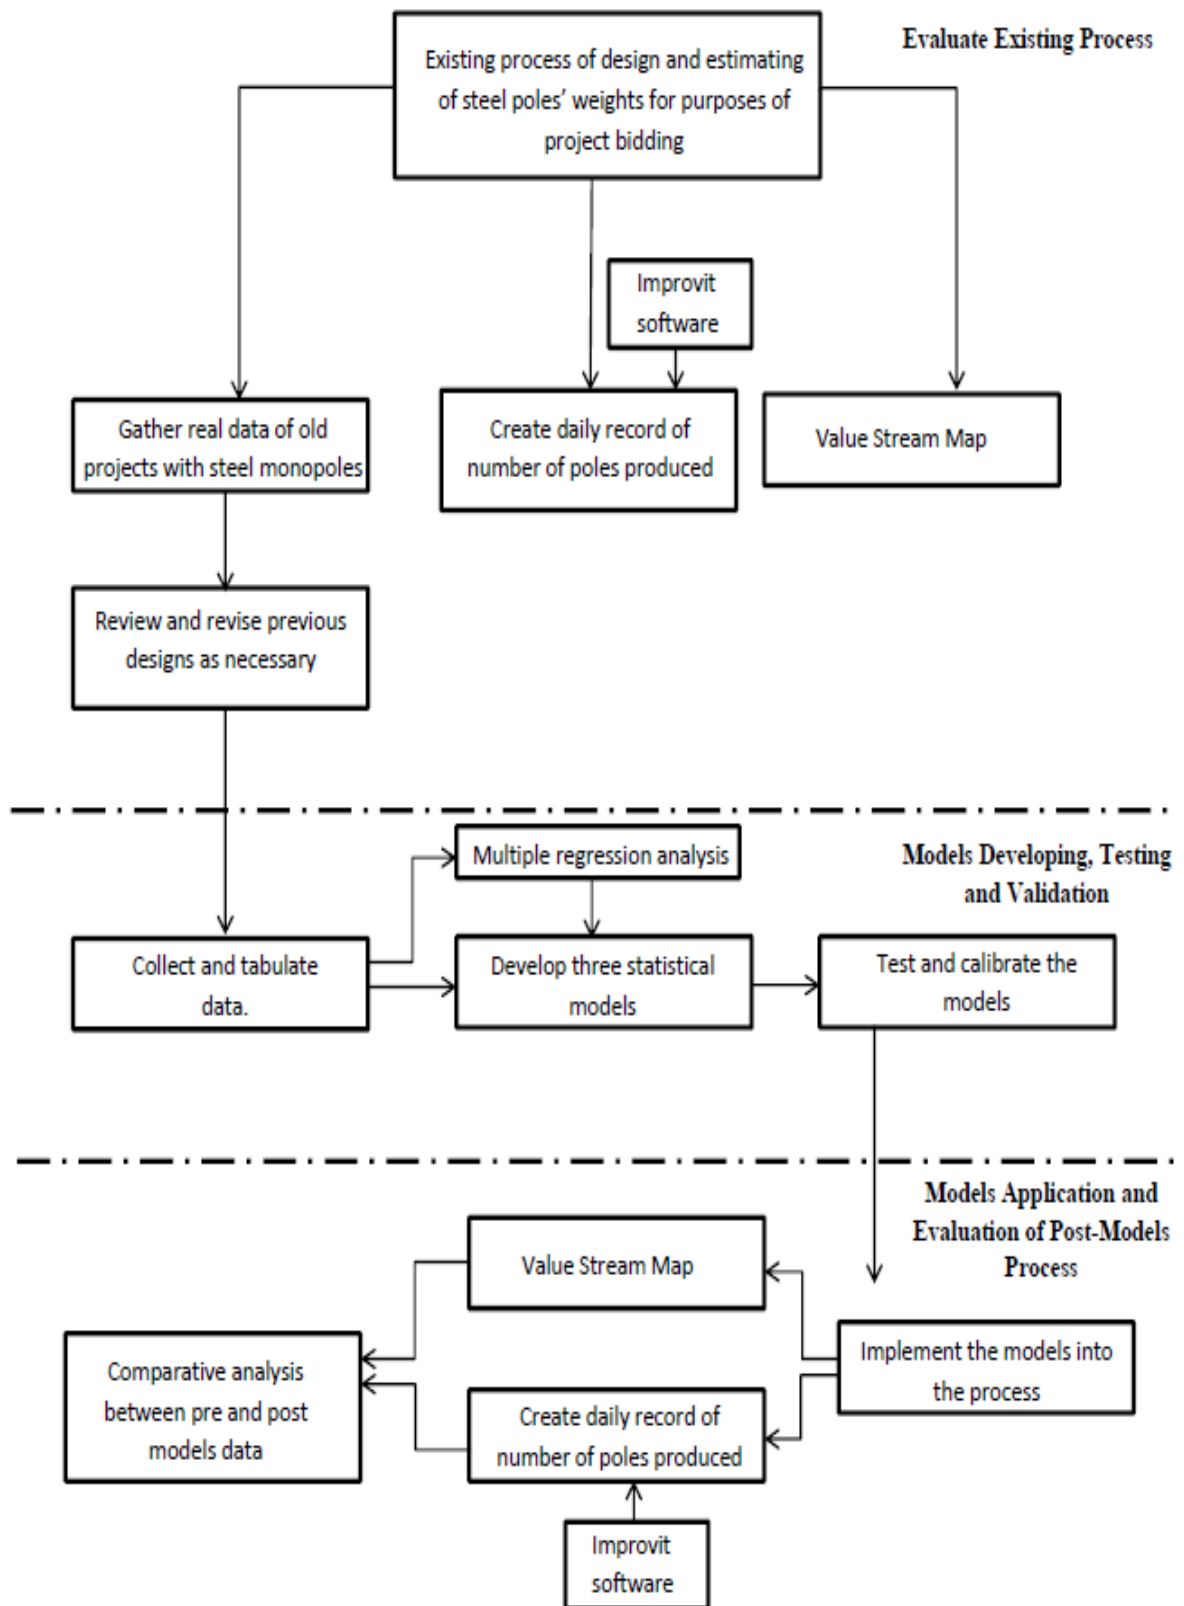 Evaluate Existing Process
Existing process of design and estimating
of steel poles' weights for purposes of
project bidding
Improvit
software
Gather real data of old
projects with steel monopoles
Create daily record of
number of poles produced
Value Stream Map
Review and revise previous
designs as necessary
Models Developing, Testing
and Validation
Multiple regression analysis
Collect and tabulate
data.
Develop three statistical
models
Test and calibrate the
models
Models Application and
Evaluation of Post-Models
Process
Value Stream Map
Implement the models into
the process
Comparative analysis
between pre and post
models data
Create daily record of
number of poles produced
Improvit
software